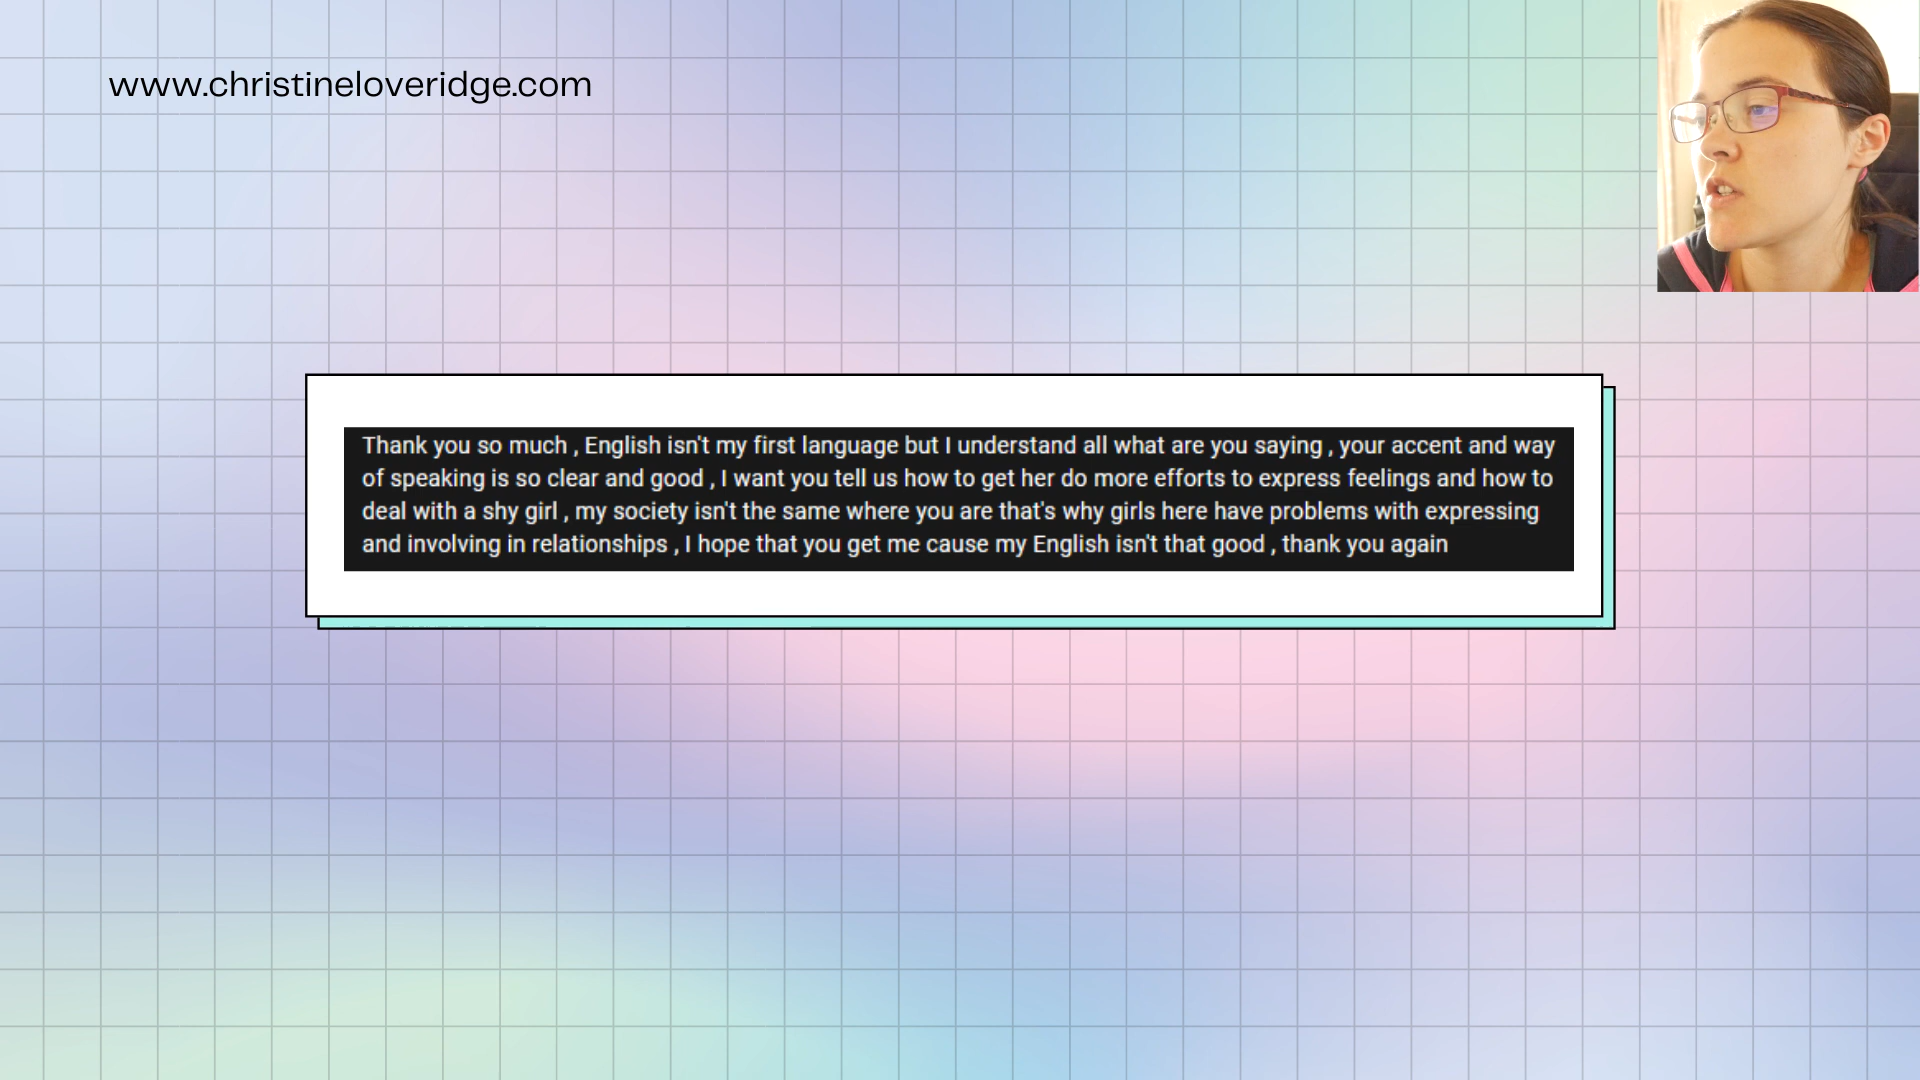 www.christineloveridge.com
Thank you so much , English isn't my first language but I understand all what are you saying , your accent and way
of speaking is so clear and good , I want you tell us how to get her do more efforts to express feelings and how to
deal with a shy girl , my society isn't the same where you are that's why girls here have problems with expressing
and involving in relationships , I hope that you get me cause my English isn't that good , thank you again